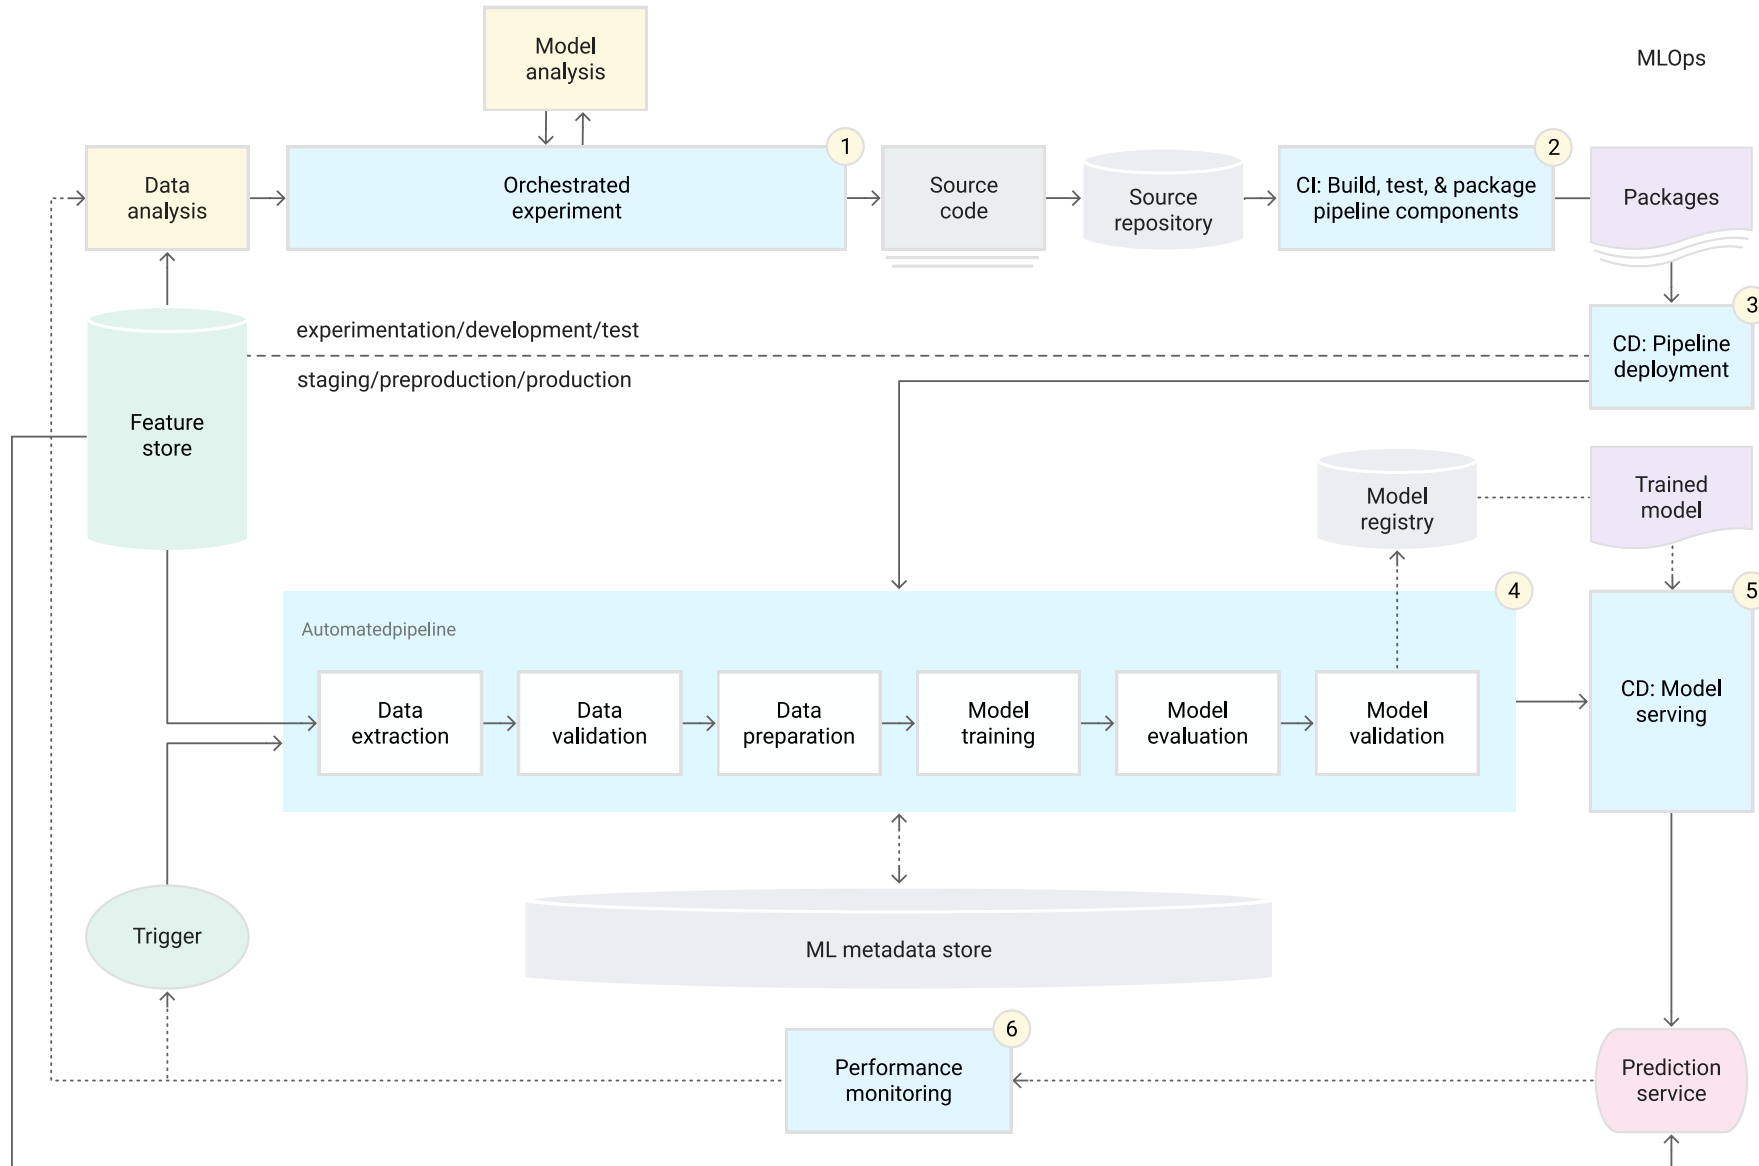 Model
analysis
MLOps
1
2
Data
analysis
Orchestrated
experiment
Source
code
Source
repository
CI: Build, test, & package
pipeline components
Packages
3
experimentation/development/test
staging/preproduction/production
CD: Pipeline
deployment
Feature
store
Model
registry
Trained
model
4
5
Automatedpipeline
Data
extraction
Data
validation
Data
preparation
Model
training
Model
evaluation
Model
validation
CD: Model
serving
Trigger
ML metadata store
6
Performance
monitoring
Prediction
service